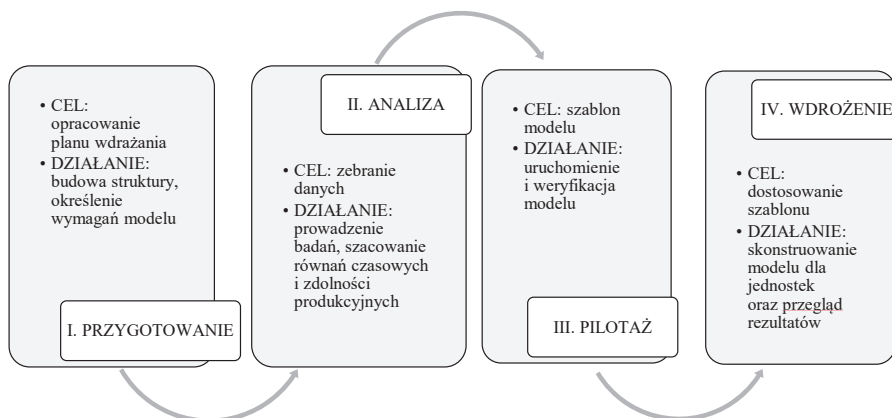 • CEL:
opracowanie
planu wdrażania
• DZIAŁANIE:
budowa struktury,
określenie
wymagań modelu
I. PRZYGOTOWANIE
II. ANALIZA
• CEL: zebranie
danych
• DZIAŁANIE:
prowadzenie
badań, szacowanie
równań czasowych
i zdolności
produkcyjnych
• CEL: szablon
modelu
• DZIAŁANIE:
uruchomienie
i weryfikacja
modelu
III. PILOTAŻ
IV. WDROŻENIE
• CEL:
dostosowanie
szablonu
• DZIAŁANIE:
skonstruowanie
modelu dla
jednostek
oraz przegląd
rezultatów